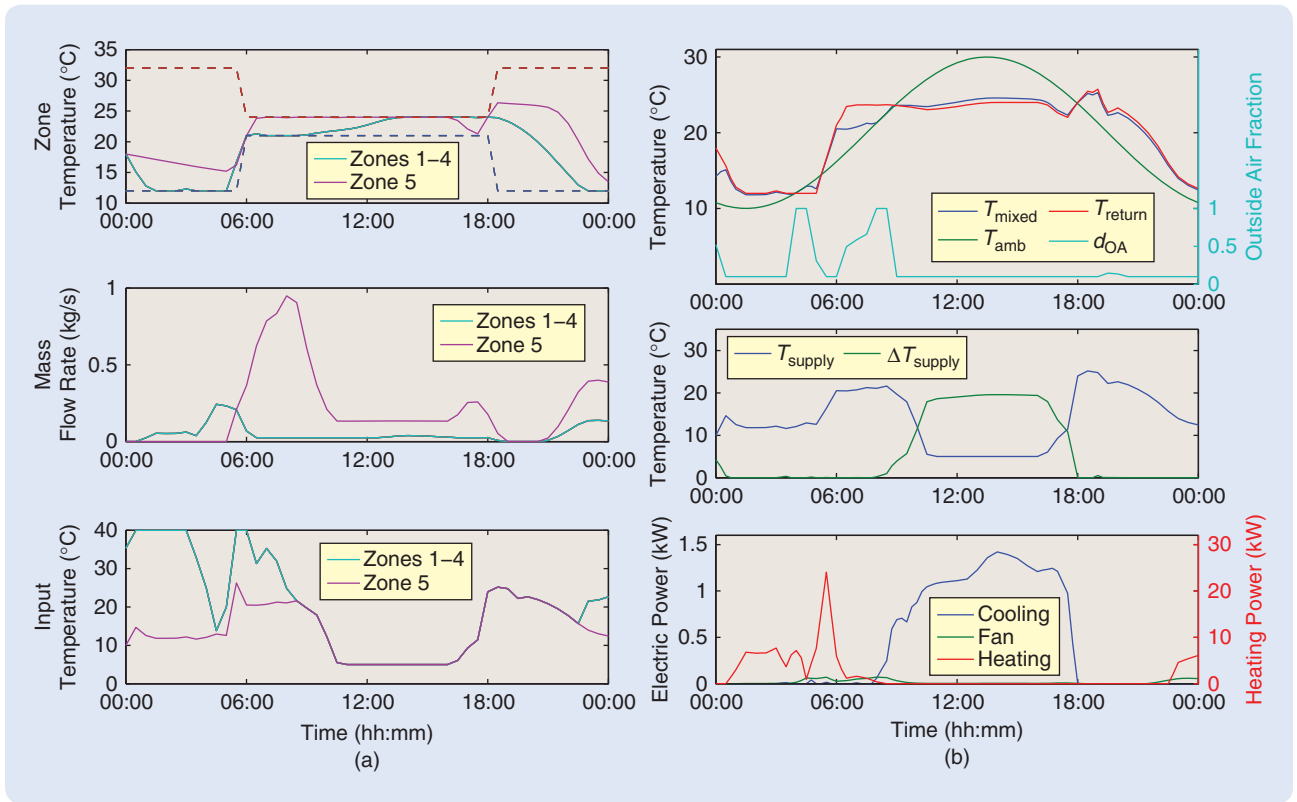 Zone
Temperature (°C)
35
30
25
20
15
10
Zones 1–4
Zone 5
00:00
06:00
12:00
18:00
00:00
Mass
Flow Rate (kg/s)
1
0.5
0
Zones 1–4
Zone 5
00:00
06:00
12:00
18:00
00:00
Input
Temperature (°C)
40
30
20
10
0
Zones 1–4
Zone 5
00:00
06:00
12:00
18:00
00:00
Time (hh:mm)
(a)
Temperature (°C)
30
20
10
Tmixed
Treturn
Tamb
dOA
1
0.5
0
Outside Air Fraction
00:00
06:00
12:00
18:00
00:00
Temperature (°C)
30
20
10
0
Tsupply
ΔTsupply
00:00
06:00
12:00
18:00
00:00
Electric Power (kW)
1.5
1
0.5
0
Cooling
Fan
Heating
30
20
10
0
Heating Power (kW)
00:00
06:00
12:00
18:00
00:00
Time (hh:mm)
(b)